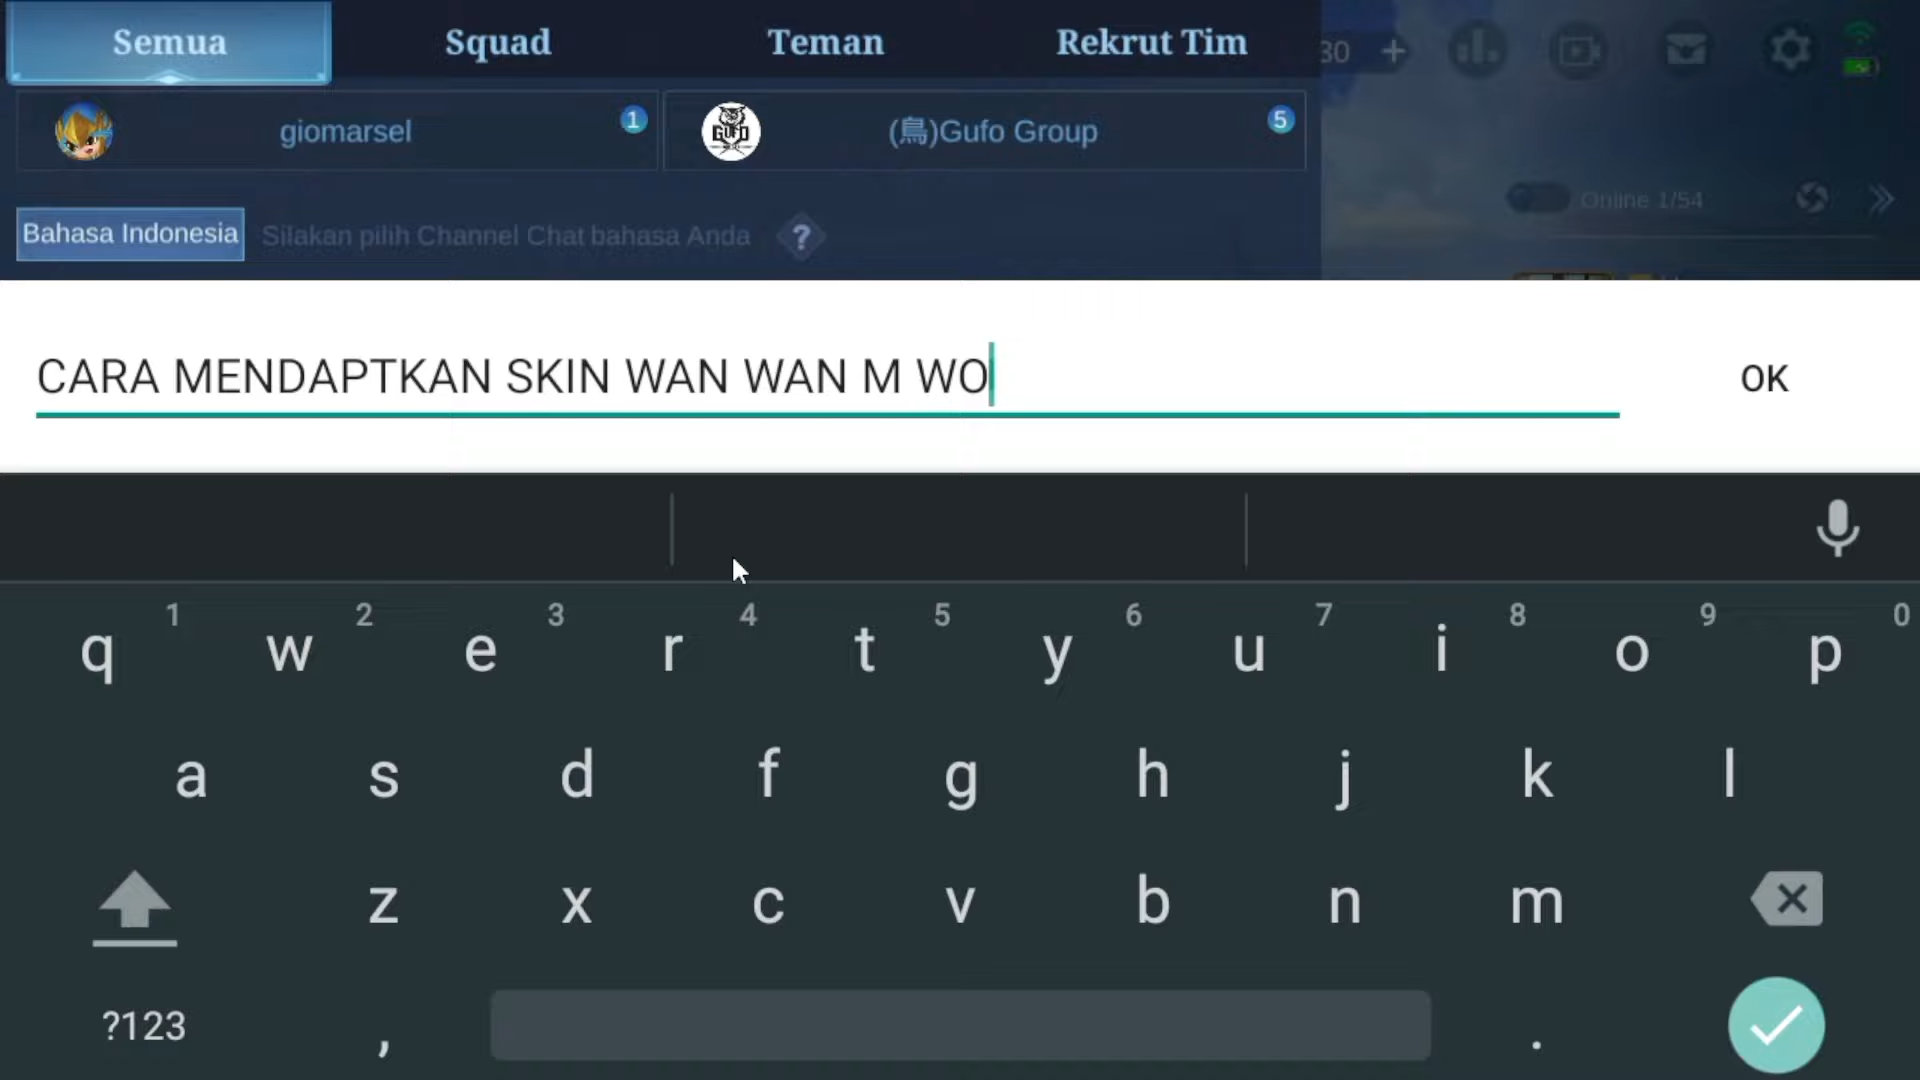 Semua Squad Teman Rekrut Tim 30 +
giomarsel 1 GUFO (鳥)Gufo Group 5
Online 1/54
Bahasa Indonesia Silakan pilih Channel Chat bahasa Anda ?
CARA MENDAPTKAN SKIN WAN WAN M WO OK
1 2 3 4 5 6 7 8 9 0
q w e r t y u i o p
a s d f g h j k l
z x c v b n m
?123 , .